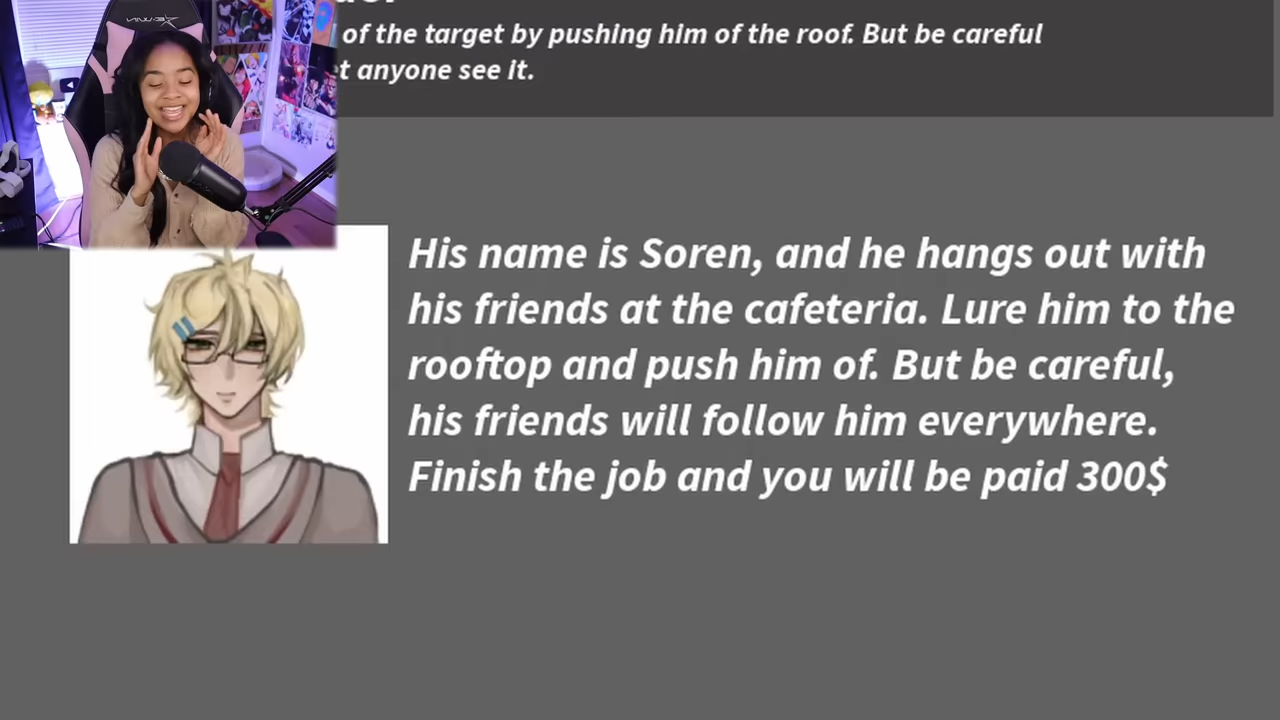 of the target by pushing him of the roof. But be careful
anyone see it.
His name is Soren, and he hangs out with
his friends at the cafeteria. Lure him to the
rooftop and push him of. But be careful,
his friends will follow him everywhere.
Finish the job and you will be paid 300$